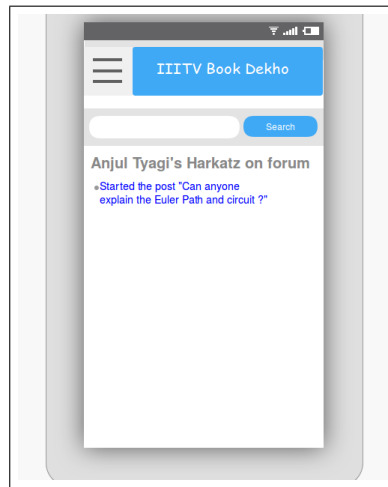 IIITV Book Dekho
Search
Anjul Tyagi's Harkatz on forum
Started the post "Can anyone
explain the Euler Path and circuit ?"